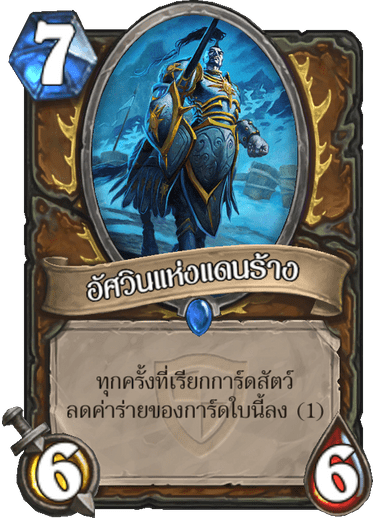 7
อัศวินแห่งแดนร้าง
ทุกครั้งที่เรียกการ์ดสัตว์
ลดค่าร่ายของการ์ดใบนี้ลง (1)
6
6